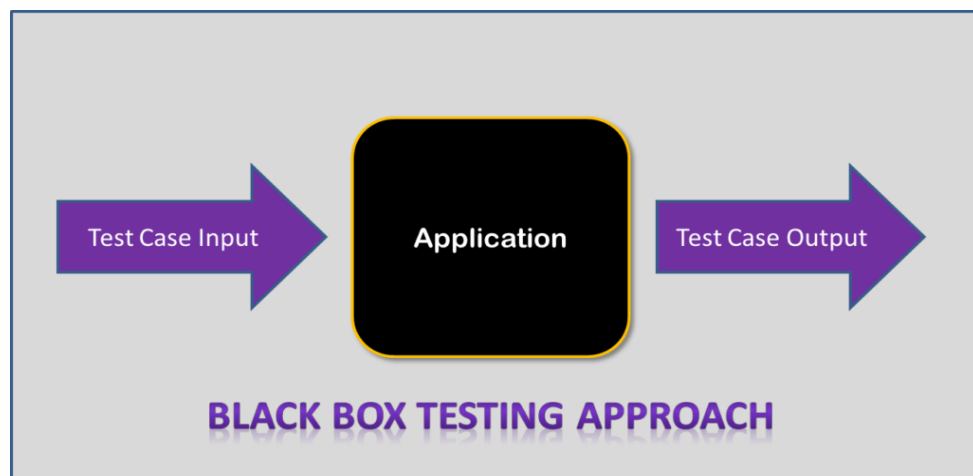 Test Case Input
Application
Test Case Output
BLACK BOX TESTING APPROACH